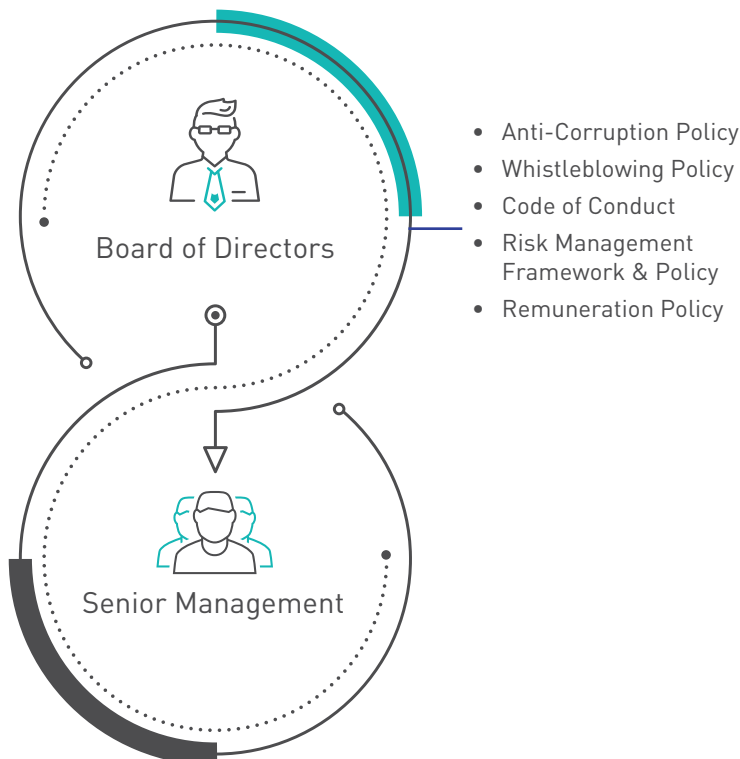 Board of Directors
• Anti-Corruption Policy
• Whistleblowing Policy
• Code of Conduct
• Risk Management
Framework & Policy
• Remuneration Policy
Senior Management